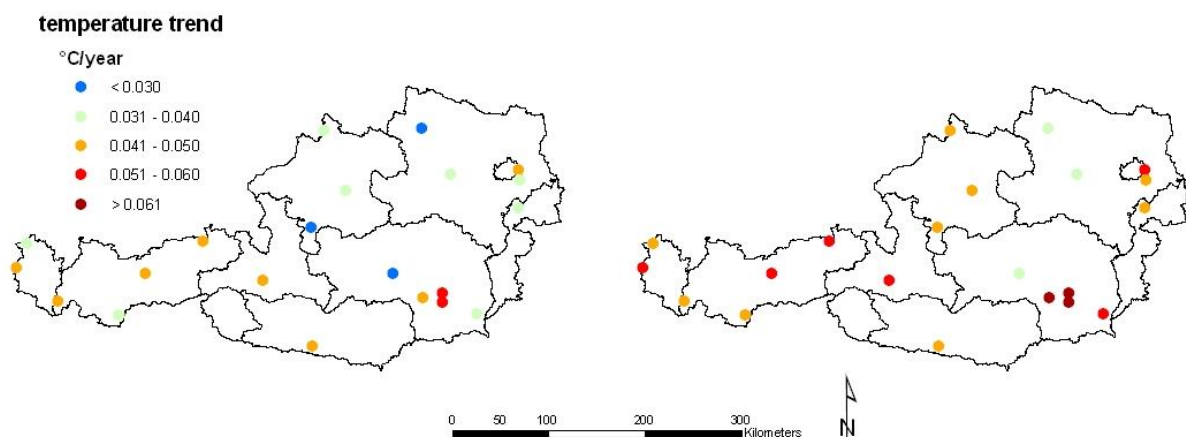 temperature trend
°C/year
< 0.030
0.031 - 0.040
0.041 - 0.050
0.051 - 0.060
> 0.061
0 50 100 200 300
Kilometers
N